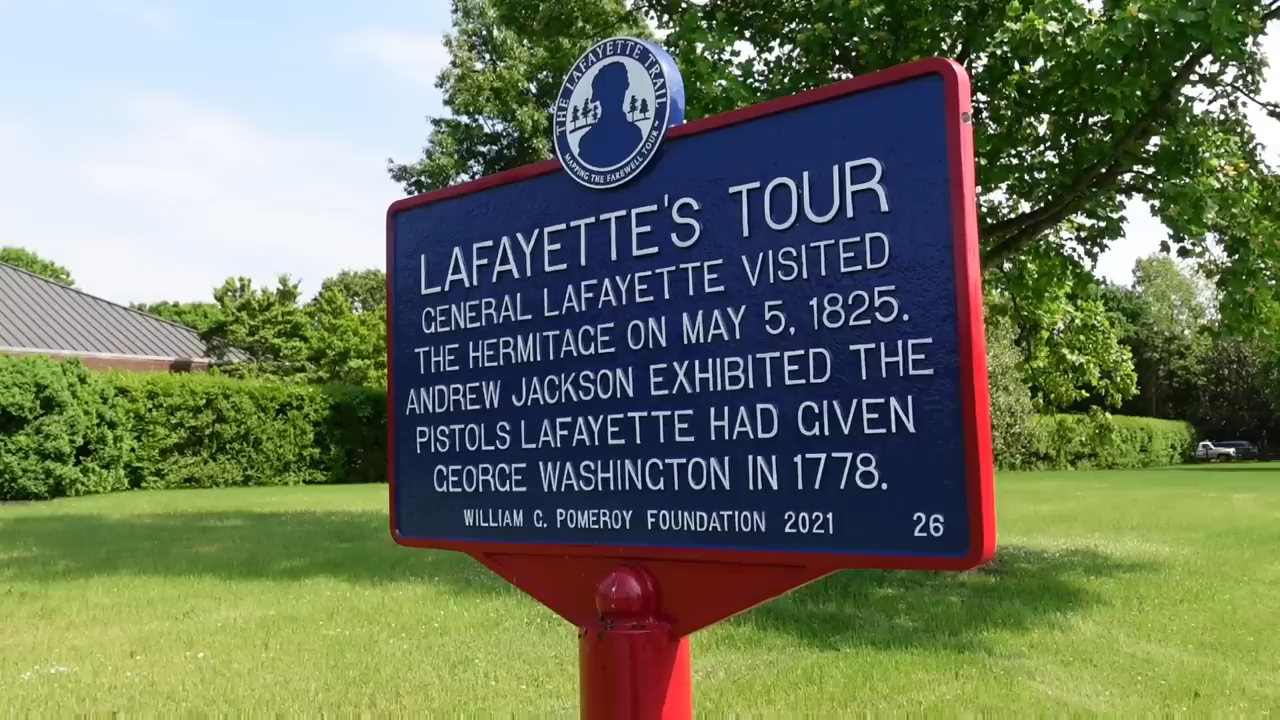 THE LAFAYETTE TRAIL
MAPPING THE FAREWELL TOUR
LAFAYETTE'S TOUR
GENERAL LAFAYETTE VISITED
THE HERMITAGE ON MAY 5, 1825.
ANDREW JACKSON EXHIBITED THE
PISTOLS LAFAYETTE HAD GIVEN
GEORGE WASHINGTON IN 1778.
WILLIAM G. POMEROY FOUNDATION 2021 26